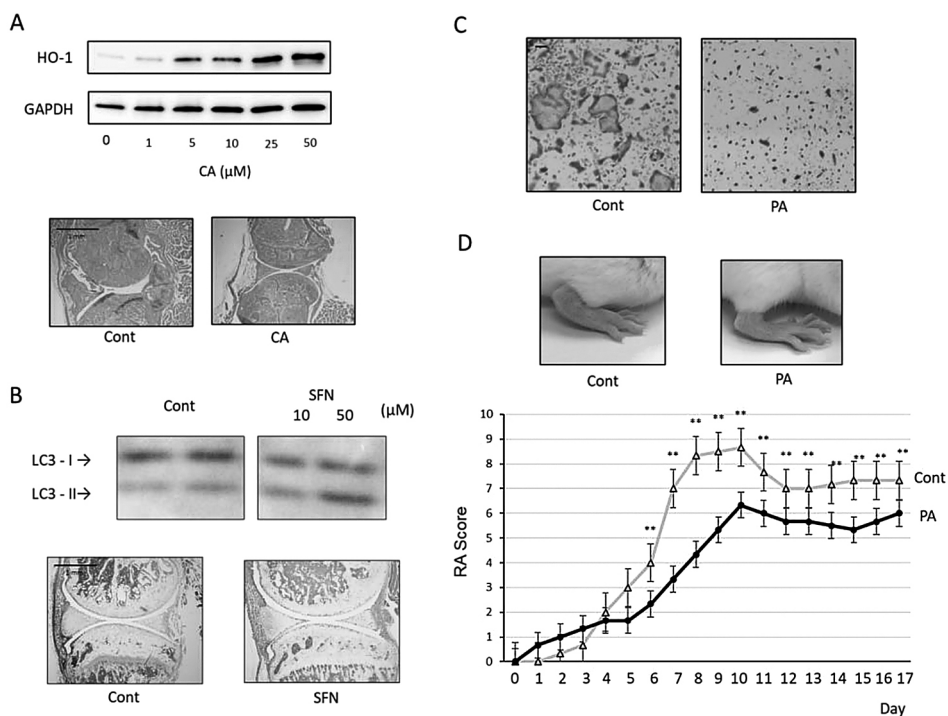 A
HO-1
GAPDH
0 1 5 10 25 50
CA (µM)
1 mm
Cont CA
B
Cont SFN
10 50 (µM)
LC3 - I →
LC3 - II→
Cont SFN
C
Cont PA
D
Cont PA
10
9
8
7
6
5
4
3
2
1
0
RA Score
** ** ** ** ** ** ** ** ** ** ** **
Cont
PA
0 1 2 3 4 5 6 7 8 9 10 11 12 13 14 15 16 17
Day